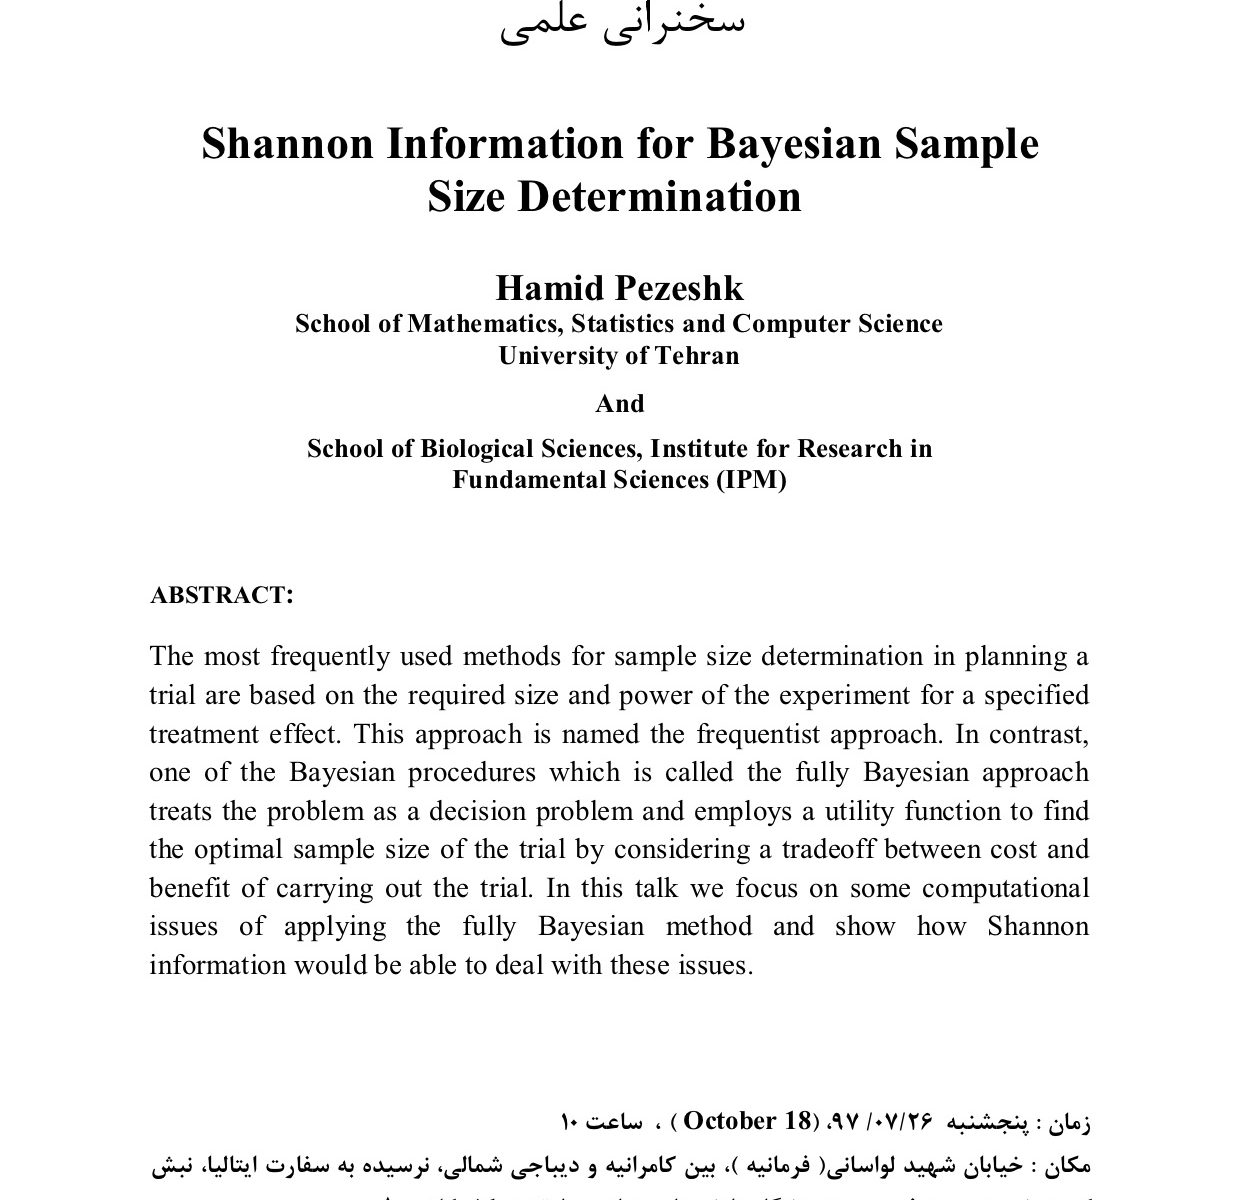 سخنرانی علمی
Shannon Information for Bayesian Sample
Size Determination
Hamid Pezeshk
School of Mathematics, Statistics and Computer Science
University of Tehran
And
School of Biological Sciences, Institute for Research in
Fundamental Sciences (IPM)
ABSTRACT:
The most frequently used methods for sample size determination in planning a
trial are based on the required size and power of the experiment for a specified
treatment effect. This approach is named the frequentist approach. In contrast,
one of the Bayesian procedures which is called the fully Bayesian approach
treats the problem as a decision problem and employs a utility function to find
the optimal sample size of the trial by considering a tradeoff between cost and
benefit of carrying out the trial. In this talk we focus on some computational
issues of applying the fully Bayesian method and show how Shannon
information would be able to deal with these issues.
زمان : پنجشنبه ۹۷ /۰۷/۲۶، (October 18 ) ، ساعت ۱۰
مکان : خیابان شهید لواسانی( فرمانیه )، بین کامرانیه و دیباجی شمالی، نرسیده به سفارت ایتالیا، نبش